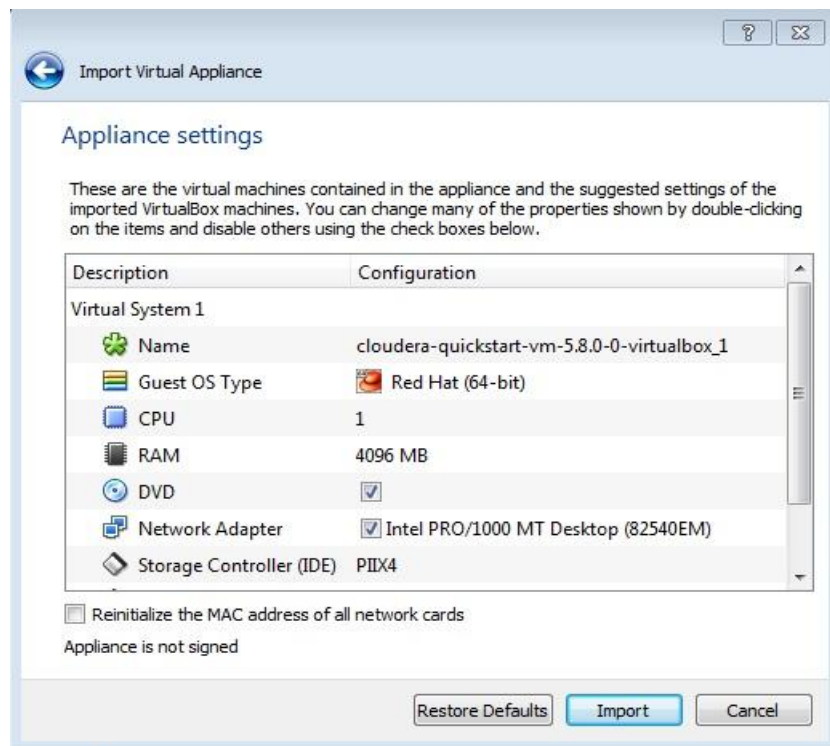 Import Virtual Appliance
Appliance settings
These are the virtual machines contained in the appliance and the suggested settings of the
imported VirtualBox machines. You can change many of the properties shown by double-clicking
on the items and disable others using the check boxes below.
Description Configuration
Virtual System 1
Name cloudera-quickstart-vm-5.8.0-0-virtualbox_1
Guest OS Type Red Hat (64-bit)
CPU 1
RAM 4096 MB
DVD
Network Adapter Intel PRO/1000 MT Desktop (82540EM)
Storage Controller (IDE) PIIX4
Reinitialize the MAC address of all network cards
Appliance is not signed
Restore Defaults Import Cancel